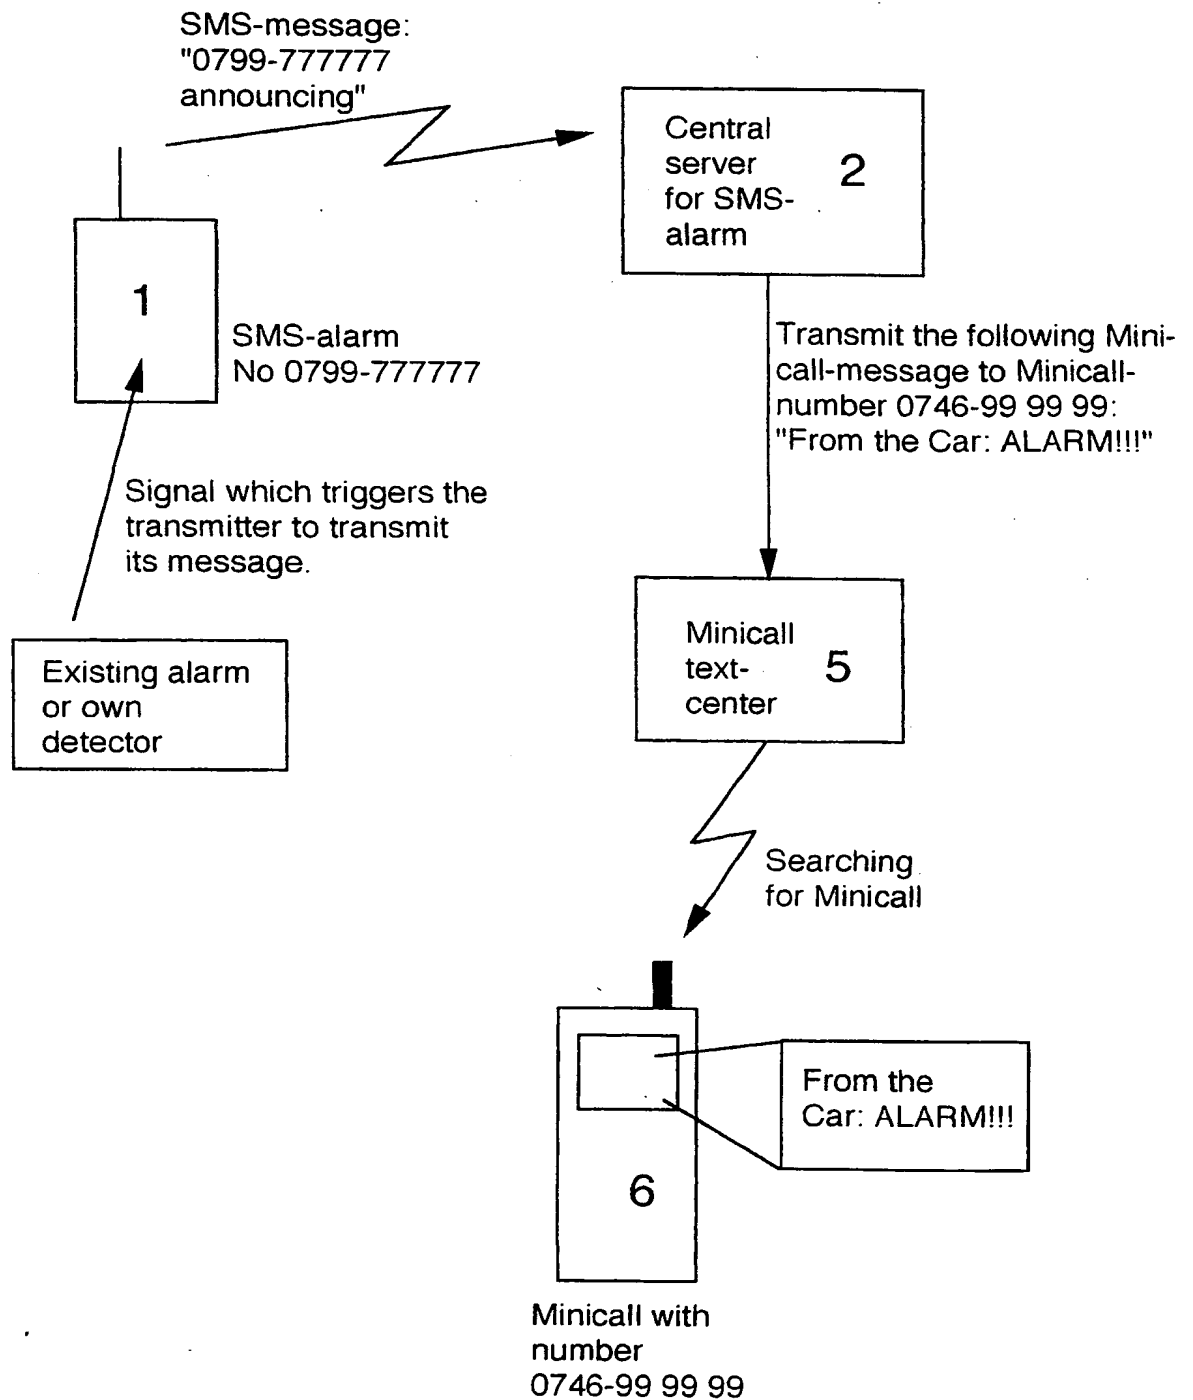 SMS-message:
"0799-777777
announcing"
Central
server
for SMS-
alarm
2
1
SMS-alarm
No 0799-777777
Transmit the following Mini-
call-message to Minicall-
number 0746-99 99 99:
"From the Car: ALARM!!!"
Signal which triggers the
transmitter to transmit
its message.
Existing alarm
or own
detector
Minicall
text-
center
5
Searching
for Minicall
From the
Car: ALARM!!!
6
Minicall with
number
0746-99 99 99